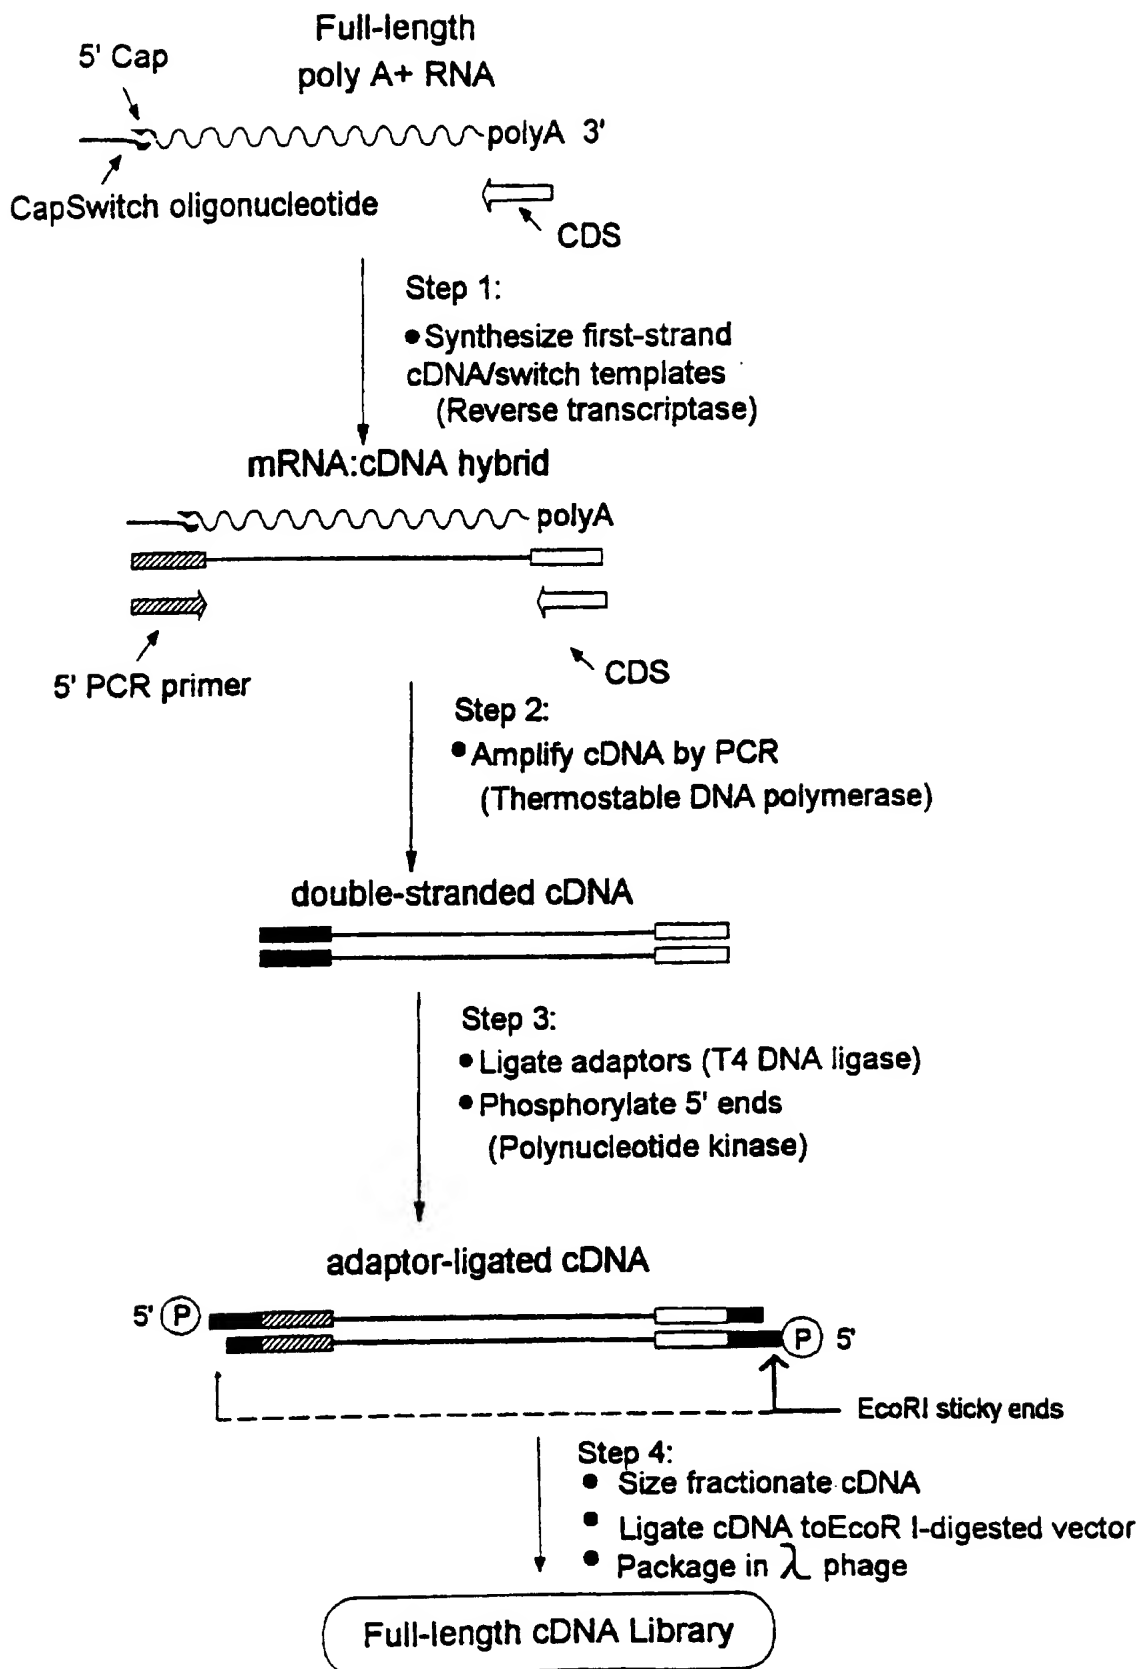 Full-length
poly A+ RNA
5' Cap
polyA 3'
CapSwitch oligonucleotide
CDS
Step 1:
•Synthesize first-strand
cDNA/switch templates
(Reverse transcriptase)
mRNA:cDNA hybrid
polyA
5' PCR primer
CDS
Step 2:
•Amplify cDNA by PCR
(Thermostable DNA polymerase)
double-stranded cDNA
Step 3:
•Ligate adaptors (T4 DNA ligase)
•Phosphorylate 5' ends
(Polynucleotide kinase)
adaptor-ligated cDNA
5' P
P 5'
EcoRI sticky ends
Step 4:
• Size fractionate cDNA
• Ligate cDNA toEcoR I-digested vector
• Package in λ phage
Full-length cDNA Library